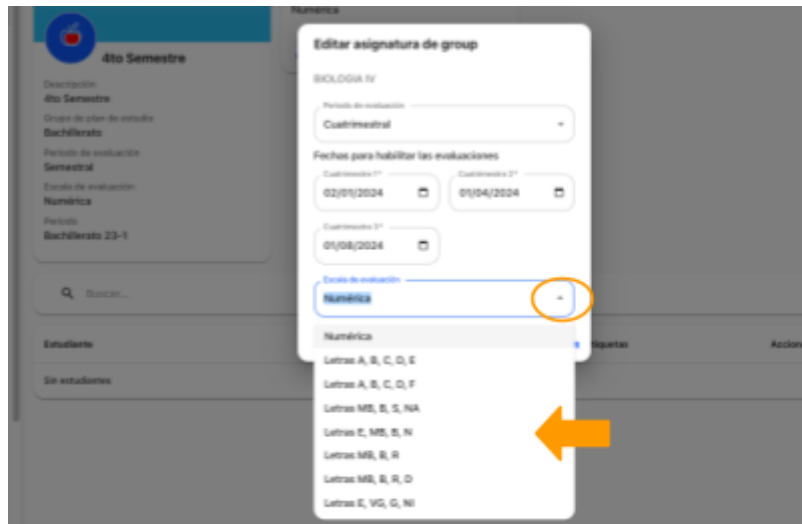 Numérica
4to Semestre
Descripción
4to Semestre
Grupo de plan de estudio
Bachillerato
Periodo de evaluación
Semestral
Escala de evaluación
Numérica
Periodo
Bachillerato 23-1
Buscar...
Estudiante
Sin estudiantes
Etiquetas
Accion
Editar asignatura de group
BIOLOGIA IV
Periodo de evaluación
Cuatrimestral
Fechas para habilitar las evaluaciones
Cuatrimestre 1°
02/01/2024
Cuatrimestre 2°
01/04/2024
Cuatrimestre 3°
01/08/2024
Escala de evaluación
Numérica
Numérica
Letras A, B, C, D, E
Letras A, B, C, D, F
Letras MB, B, S, NA
Letras E, MB, B, N
Letras MB, B, R
Letras MB, B, R, D
Letras E, VG, G, NI